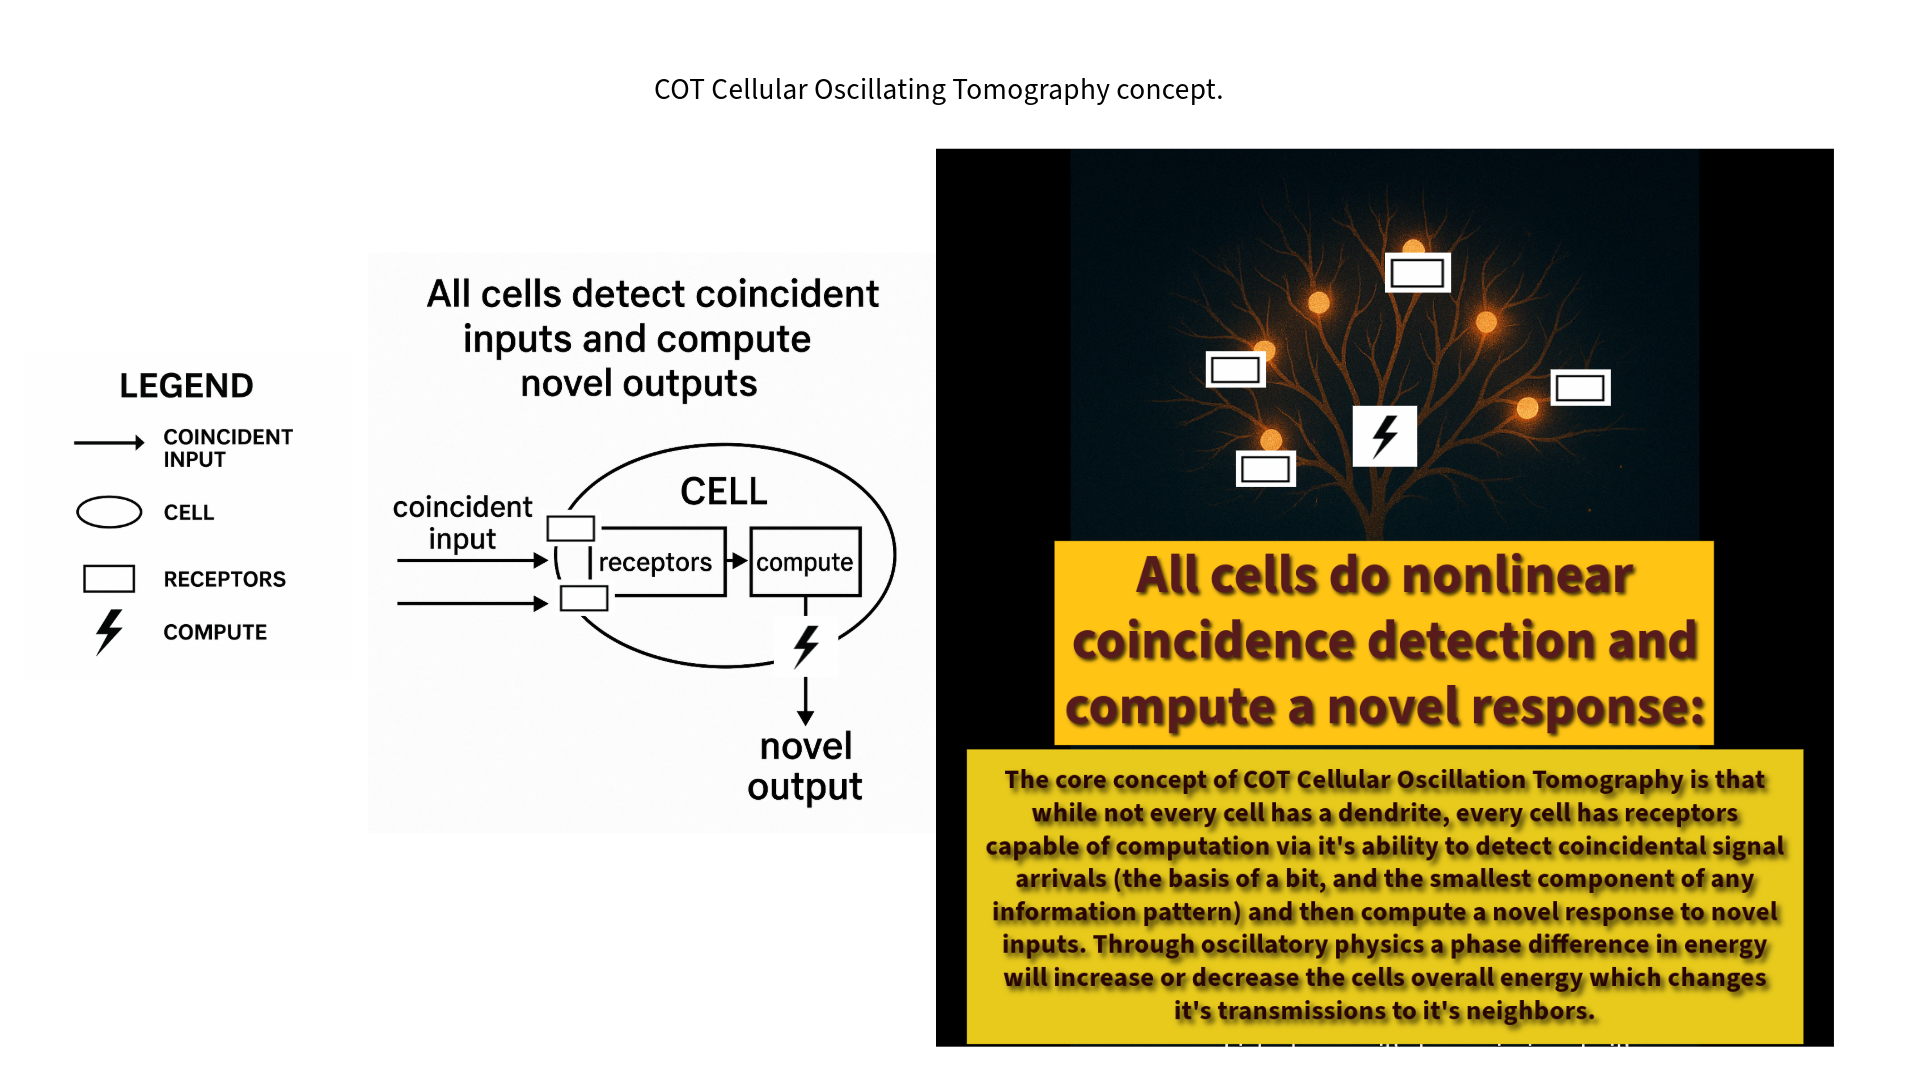 COT Cellular Oscillating Tomography concept.
LEGEND
COINCIDENT
INPUT
CELL
RECEPTORS
COMPUTE
All cells detect coincident
inputs and compute
novel outputs
coincident
input
CELL
receptors
compute
novel
output
All cells do nonlinear
coincidence detection and
compute a novel response:
The core concept of COT Cellular Oscillation Tomography is that
while not every cell has a dendrite, every cell has receptors
capable of computation via it's ability to detect coincidental signal
arrivals (the basis of a bit, and the smallest component of any
information pattern) and then compute a novel response to novel
inputs. Through oscillatory physics a phase difference in energy
will increase or decrease the cells overall energy which changes
it's transmissions to it's neighbors.